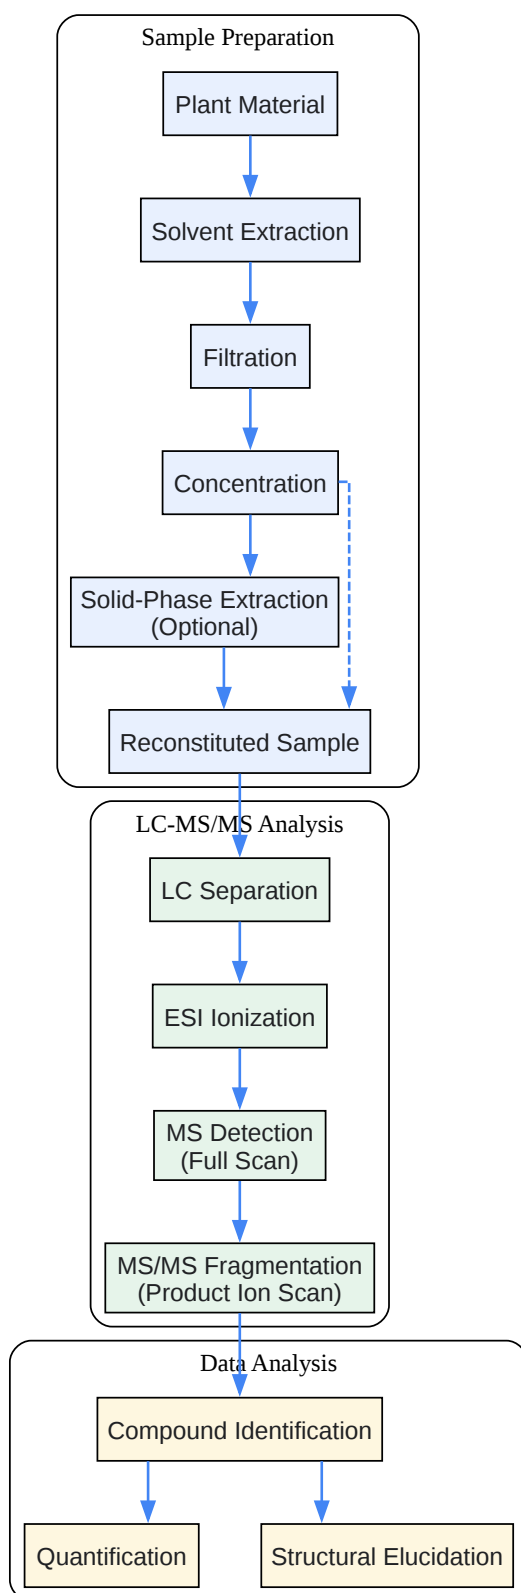 Sample Preparation
Plant Material
Solvent Extraction
Filtration
Concentration
Solid-Phase Extraction
(Optional)
Reconstituted Sample
LC-MS/MS Analysis
LC Separation
ESI Ionization
MS Detection
(Full Scan)
MS/MS Fragmentation
(Product Ion Scan)
Data Analysis
Compound Identification
Quantification
Structural Elucidation